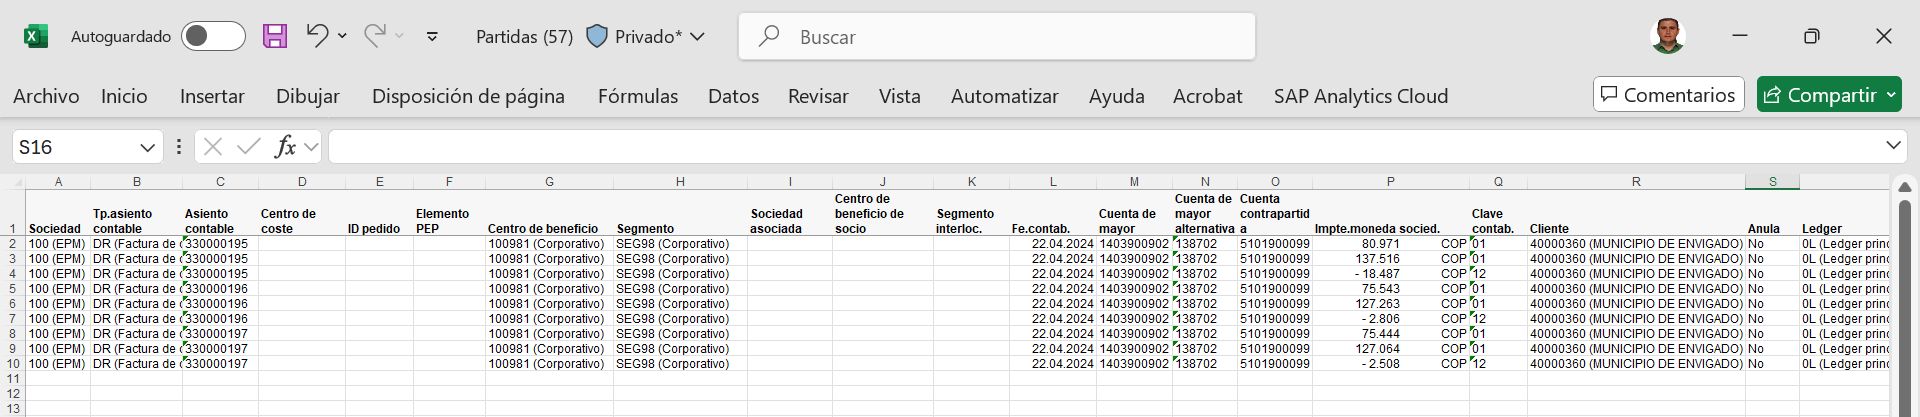 Autoguardado Partidas (57) Privado* Buscar
Archivo Inicio Insertar Dibujar Disposición de página Fórmulas Datos Revisar Vista Automatizar Ayuda Acrobat SAP Analytics Cloud Comentarios Compartir
S16 fx
A B C D E F G H I J K L M N O P Q R S
1 Sociedad Tp.asiento contable Asiento contable Centro de coste ID pedido Elemento PEP Centro de beneficio Segmento Sociedad asociada Centro de beneficio de socio Segmento interloc. Fe.contab. Cuenta de mayor Cuenta de mayor alternativa Cuenta contrapartida Impte.moneda socied. Clave contab. Cliente Anula Ledger
2 100 (EPM) DR (Factura de 330000195 100981 (Corporativo) SEG98 (Corporativo) 22.04.2024 1403900902 138702 5101900099 80.971 COP 01 40000360 (MUNICIPIO DE ENVIGADO) No 0L (Ledger princ
3 100 (EPM) DR (Factura de 330000195 100981 (Corporativo) SEG98 (Corporativo) 22.04.2024 1403900902 138702 5101900099 137.516 COP 01 40000360 (MUNICIPIO DE ENVIGADO) No 0L (Ledger princ
4 100 (EPM) DR (Factura de 330000195 100981 (Corporativo) SEG98 (Corporativo) 22.04.2024 1403900902 138702 5101900099 - 18.487 COP 12 40000360 (MUNICIPIO DE ENVIGADO) No 0L (Ledger princ
5 100 (EPM) DR (Factura de 330000196 100981 (Corporativo) SEG98 (Corporativo) 22.04.2024 1403900902 138702 5101900099 75.543 COP 01 40000360 (MUNICIPIO DE ENVIGADO) No 0L (Ledger princ
6 100 (EPM) DR (Factura de 330000196 100981 (Corporativo) SEG98 (Corporativo) 22.04.2024 1403900902 138702 5101900099 127.263 COP 01 40000360 (MUNICIPIO DE ENVIGADO) No 0L (Ledger princ
7 100 (EPM) DR (Factura de 330000196 100981 (Corporativo) SEG98 (Corporativo) 22.04.2024 1403900902 138702 5101900099 - 2.806 COP 12 40000360 (MUNICIPIO DE ENVIGADO) No 0L (Ledger princ
8 100 (EPM) DR (Factura de 330000197 100981 (Corporativo) SEG98 (Corporativo) 22.04.2024 1403900902 138702 5101900099 75.444 COP 01 40000360 (MUNICIPIO DE ENVIGADO) No 0L (Ledger princ
9 100 (EPM) DR (Factura de 330000197 100981 (Corporativo) SEG98 (Corporativo) 22.04.2024 1403900902 138702 5101900099 127.064 COP 01 40000360 (MUNICIPIO DE ENVIGADO) No 0L (Ledger princ
10 100 (EPM) DR (Factura de 330000197 100981 (Corporativo) SEG98 (Corporativo) 22.04.2024 1403900902 138702 5101900099 - 2.508 COP 12 40000360 (MUNICIPIO DE ENVIGADO) No 0L (Ledger princ
11
12
13